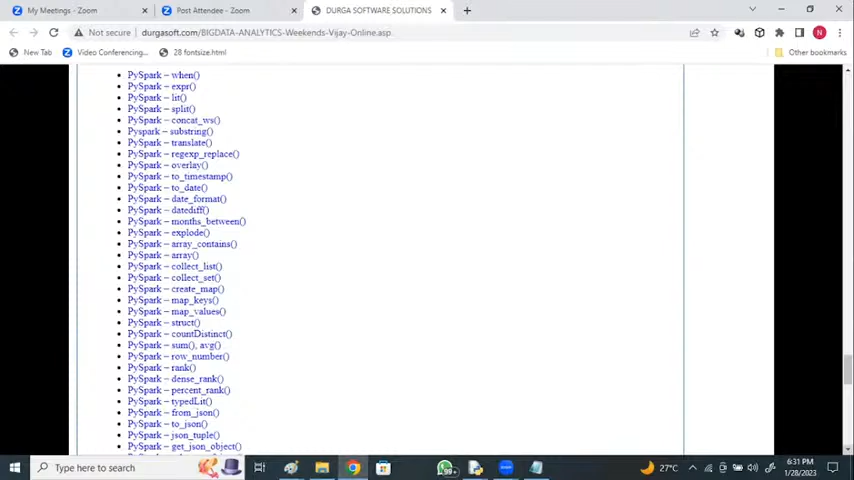 My Meetings - Zoom
Post Attendee - Zoom
DURGA SOFTWARE SOLUTIONS
Not secure
durgasoft.com/BIGDATA-ANALYTICS-Weekends-Vijay-Online.asp
New Tab
Video Conferencing...
28 fontsize.html
Other bookmarks
N
PySpark – when()
PySpark – expr()
PySpark – lit()
PySpark – split()
PySpark – concat_ws()
Pyspark – substring()
PySpark – translate()
PySpark – regexp_replace()
PySpark – overlay()
PySpark – to_timestamp()
PySpark – to_date()
PySpark – date_format()
PySpark – datediff()
PySpark – months_between()
PySpark – explode()
PySpark – array_contains()
PySpark – array()
PySpark – collect_list()
PySpark – collect_set()
PySpark – create_map()
PySpark – map_keys()
PySpark – map_values()
PySpark – struct()
PySpark – countDistinct()
PySpark – sum(), avg()
PySpark – row_number()
PySpark – rank()
PySpark – dense_rank()
PySpark – percent_rank()
PySpark – typedLit()
PySpark – from_json()
PySpark – to_json()
PySpark – json_tuple()
PySpark – get_json_object()
Type here to search
99+
27°C
6:31 PM
1/28/2023